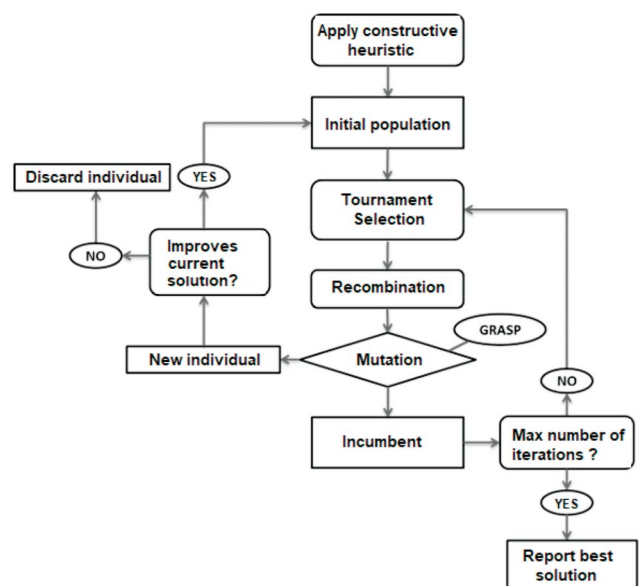 Apply constructive
heuristic
Initial population
Discard individual
YES
Tournament
Selection
Improves
current
solution?
NO
Recombination
GRASP
New individual
Mutation
NO
Incumbent
Max number of
iterations ?
YES
Report best
solution